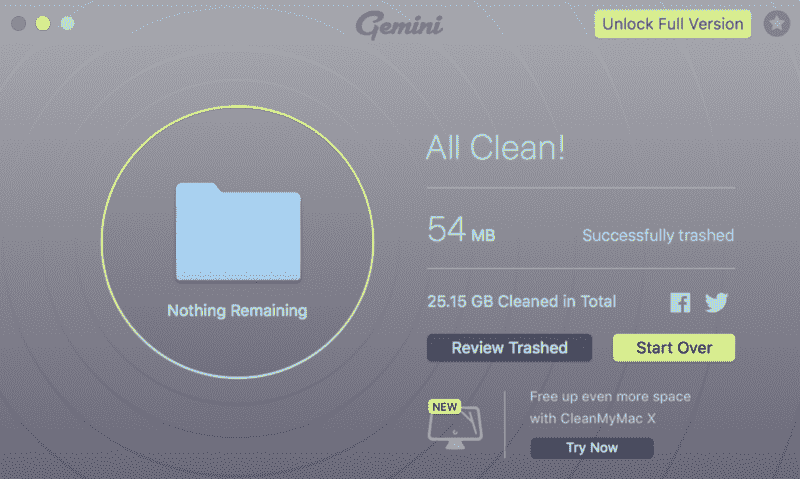 Gemini
Unlock Full Version
All Clean!
54 MB
Successfully trashed
Nothing Remaining
25.15 GB Cleaned in Total
Review Trashed
Start Over
NEW
Free up even more space
with CleanMyMac X
Try Now